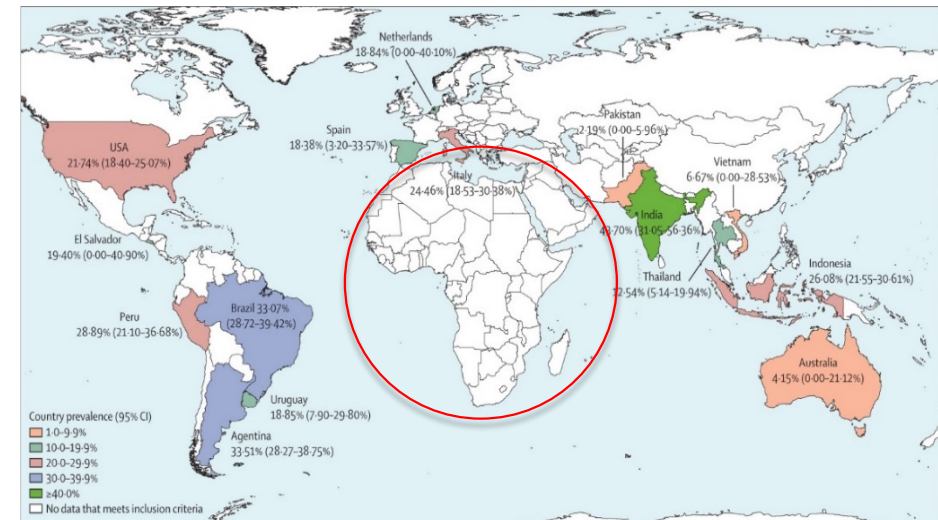 Netherlands
18·84% (0·00–40·10%)
Spain
18·38% (3·20–33·57%)
Pakistan
2·19% (0·00–5·96%)
USA
21·74% (18·40–25·07%)
Vietnam
6·67% (0·00–28·53%)
Sitaly
24·46% (18·53–30·38%)
India
43·70% (31·05–56·36%)
El Salvador
19·40% (0·00–40·90%)
Thailand
12·54% (5·14–19·94%)
Indonesia
26·08% (21·55–30·61%)
Peru
28·89% (21·10–36·68%)
Brazil 33·07%
(28·72–39·42%)
Australia
4·15% (0·00–21·12%)
Uruguay
18·85% (7·90–29·80%)
Agentina
33·51% (28·27–38·75%)
Country prevalence (95% CI)
1·0–9·9%
10·0–19·9%
20·0–29·9%
30·0–39·9%
≥40·0%
No data that meets inclusion criteria